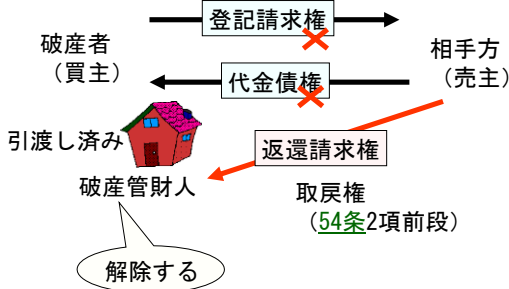 登記請求権
破産者
（買主）
相手方
（売主）
代金債権
引渡し済み
返還請求権
破産管財人
取戻権
（54条2項前段）
解除する